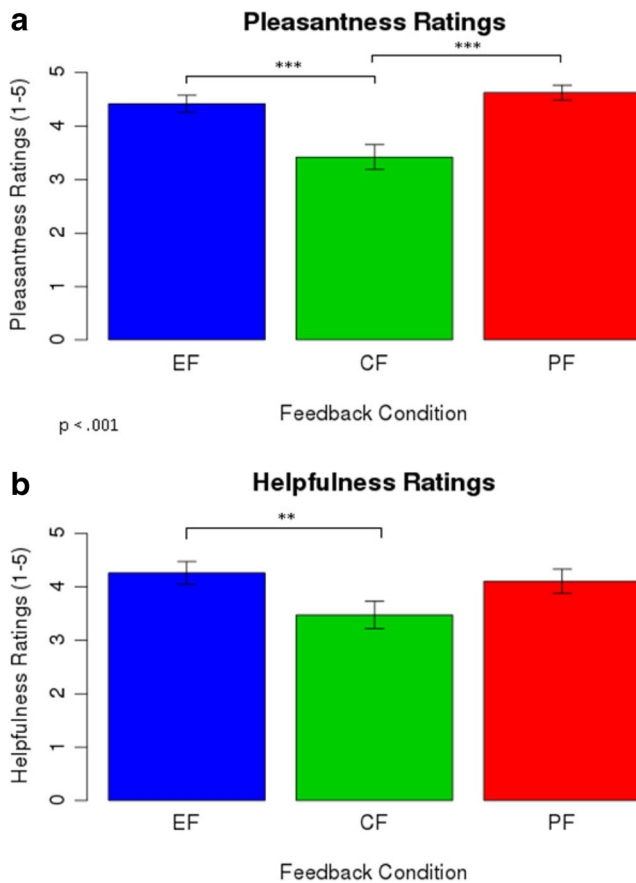 a
Pleasantness Ratings
***
***
Pleasantness Ratings (1-5)
5
4
3
2
1
0
EF
CF
PF
Feedback Condition
p < .001
b
Helpfulness Ratings
**
Helpfulness Ratings (1-5)
5
4
3
2
1
0
EF
CF
PF
Feedback Condition